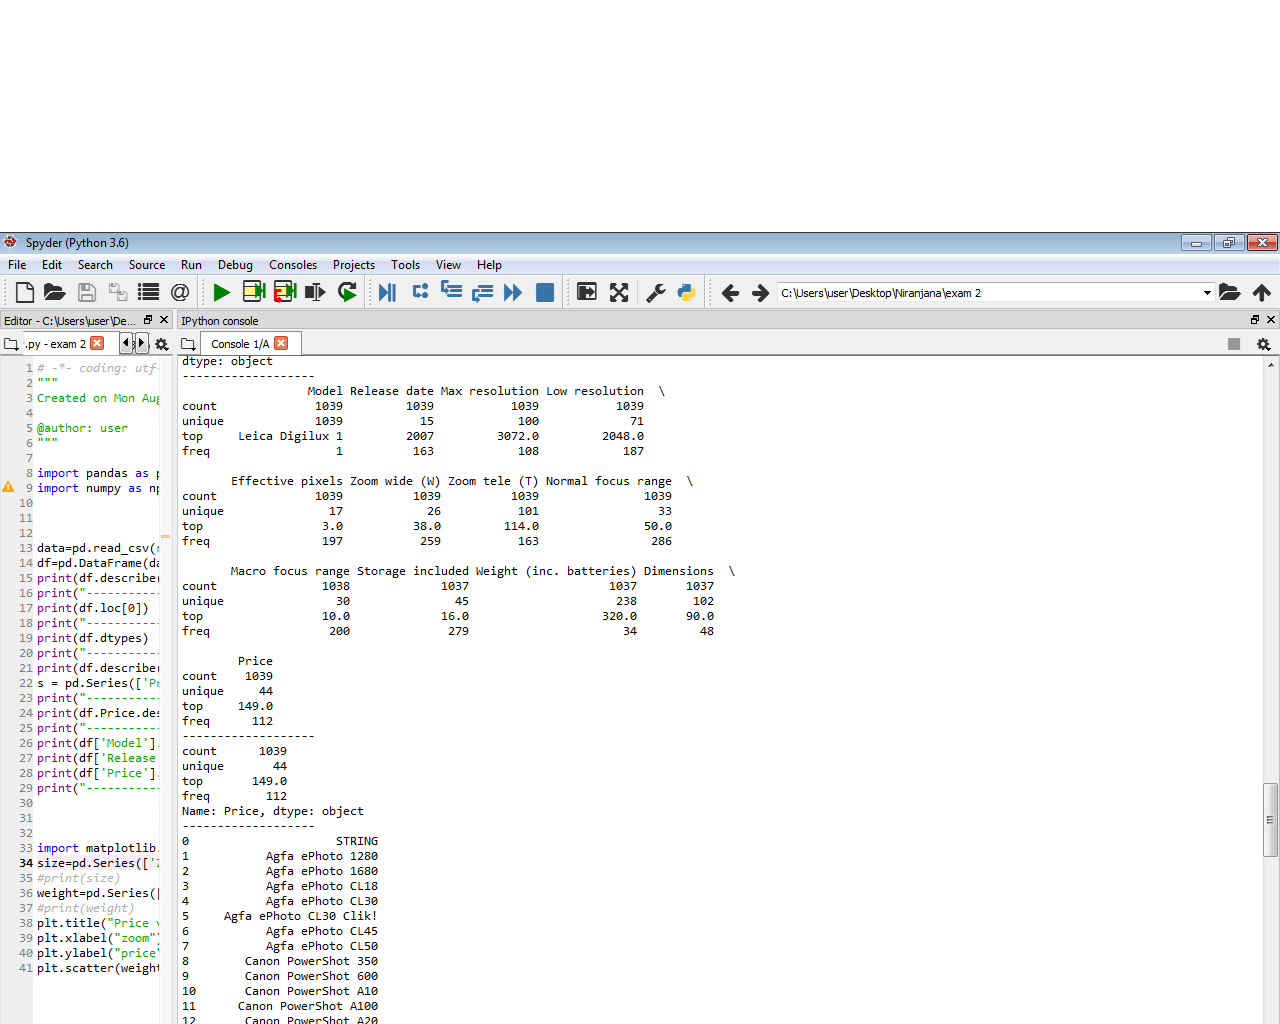 Spyder (Python 3.6)
File Edit Search Source Run Debug Consoles Projects Tools View Help
C:\Users\user\Desktop\Niranjana\exam 2
Editor - C:\Users\user\De...
.py - exam 2
1 # -*- coding: utf-
2 """
3 Created on Mon Aug
4
5 @author: user
6 """
7
8 import pandas as p
9 import numpy as np
10
11
12
13 data=pd.read_csv(
14 df=pd.DataFrame(da
15 print(df.describe(
16 print("-----------
17 print(df.loc[0])
18 print("-----------
19 print(df.dtypes)
20 print("-----------
21 print(df.describe(
22 s = pd.Series(['Pr
23 print("-----------
24 print(df.Price.des
25 print("-----------
26 print(df['Model'].
27 print(df['Release
28 print(df['Price'].
29 print("-----------
30
31
32
33 import matplotlib.
34 size=pd.Series(['
35 #print(size)
36 weight=pd.Series([
37 #print(weight)
38 plt.title("Price v
39 plt.xlabel("zoom")
40 plt.ylabel("price"
41 plt.scatter(weight
IPython console
Console 1/A
dtype: object
-------------------
Model Release date Max resolution Low resolution \
count 1039 1039 1039 1039
unique 1039 15 100 71
top Leica Digilux 1 2007 3072.0 2048.0
freq 1 163 108 187
Effective pixels Zoom wide (W) Zoom tele (T) Normal focus range \
count 1039 1039 1039 1039
unique 17 26 101 33
top 3.0 38.0 114.0 50.0
freq 197 259 163 286
Macro focus range Storage included Weight (inc. batteries) Dimensions \
count 1038 1037 1037 1037
unique 30 45 238 102
top 10.0 16.0 320.0 90.0
freq 200 279 34 48
Price
count 1039
unique 44
top 149.0
freq 112
-------------------
count 1039
unique 44
top 149.0
freq 112
Name: Price, dtype: object
-------------------
0 STRING
1 Agfa ePhoto 1280
2 Agfa ePhoto 1680
3 Agfa ePhoto CL18
4 Agfa ePhoto CL30
5 Agfa ePhoto CL30 Clik!
6 Agfa ePhoto CL45
7 Agfa ePhoto CL50
8 Canon PowerShot 350
9 Canon PowerShot 600
10 Canon PowerShot A10
11 Canon PowerShot A100
12 Canon PowerShot A20